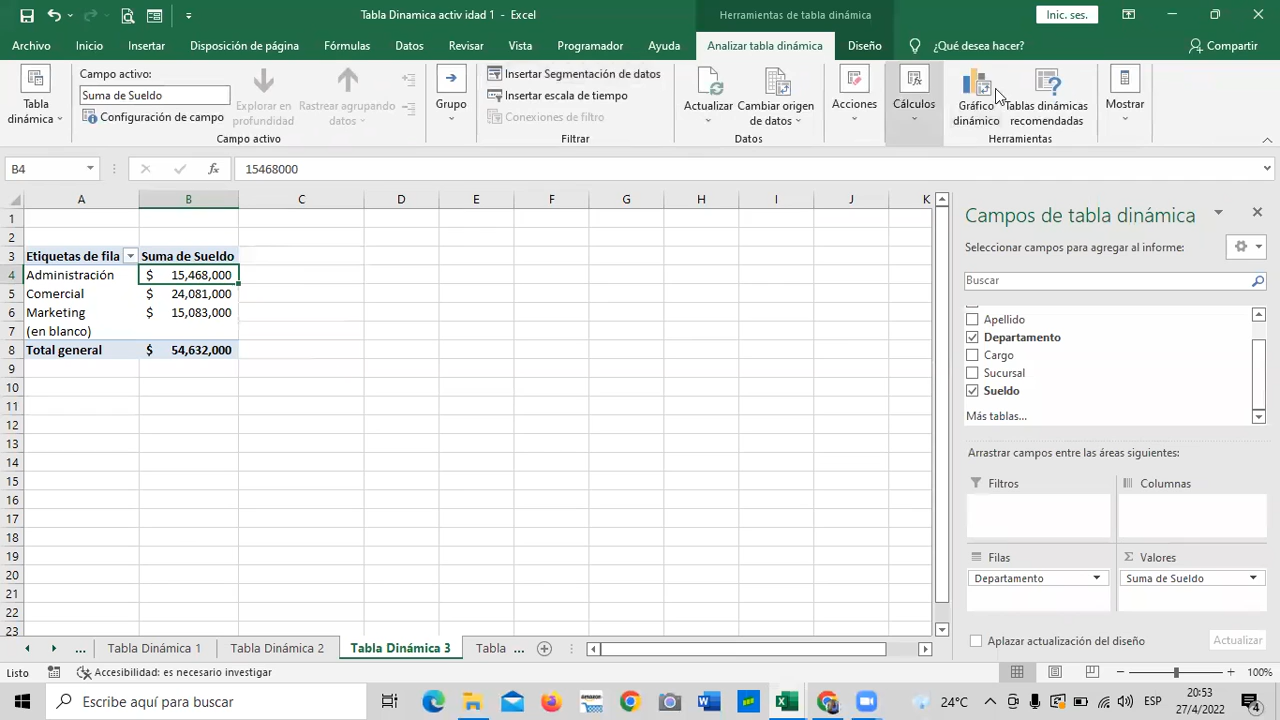 Tabla Dinamica activ idad 1 - Excel
Herramientas de tabla dinámica
Inic. ses.
Archivo
Inicio
Insertar
Disposición de página
Fórmulas
Datos
Revisar
Vista
Programador
Ayuda
Analizar tabla dinámica
Diseño
¿Qué desea hacer?
Compartir
Tabla
dinámica
Campo activo:
Suma de Sueldo
Configuración de campo
Explorar en
profundidad
Rastrear agrupando
datos
Campo activo
Grupo
Insertar Segmentación de datos
Insertar escala de tiempo
Conexiones de filtro
Filtrar
Actualizar
Cambiar origen
de datos
Datos
Acciones
Cálculos
Gráfico
dinámico
Tablas dinámicas
recomendadas
Herramientas
Mostrar
B4
fx
15468000
A B C D E F G H I J K
1
2
3 Etiquetas de fila Suma de Sueldo
4 Administración $ 15,468,000
5 Comercial $ 24,081,000
6 Marketing $ 15,083,000
7 (en blanco)
8 Total general $ 54,632,000
9
10
11
12
13
14
15
16
17
18
19
20
21
22
23
Campos de tabla dinámica
Seleccionar campos para agregar al informe:
Buscar
Apellido
Departamento
Cargo
Sucursal
Sueldo
Más tablas...
Arrastrar campos entre las áreas siguientes:
Filtros
Columnas
Filas
Σ Valores
Departamento
Suma de Sueldo
Aplazar actualización del diseño
Actualizar
... Tabla Dinámica 1 Tabla Dinámica 2 Tabla Dinámica 3 Tabla ...
Listo
Accesibilidad: es necesario investigar
100%
Escribe aquí para buscar
amazon
24°C
ESP
20:53
27/4/2022
4